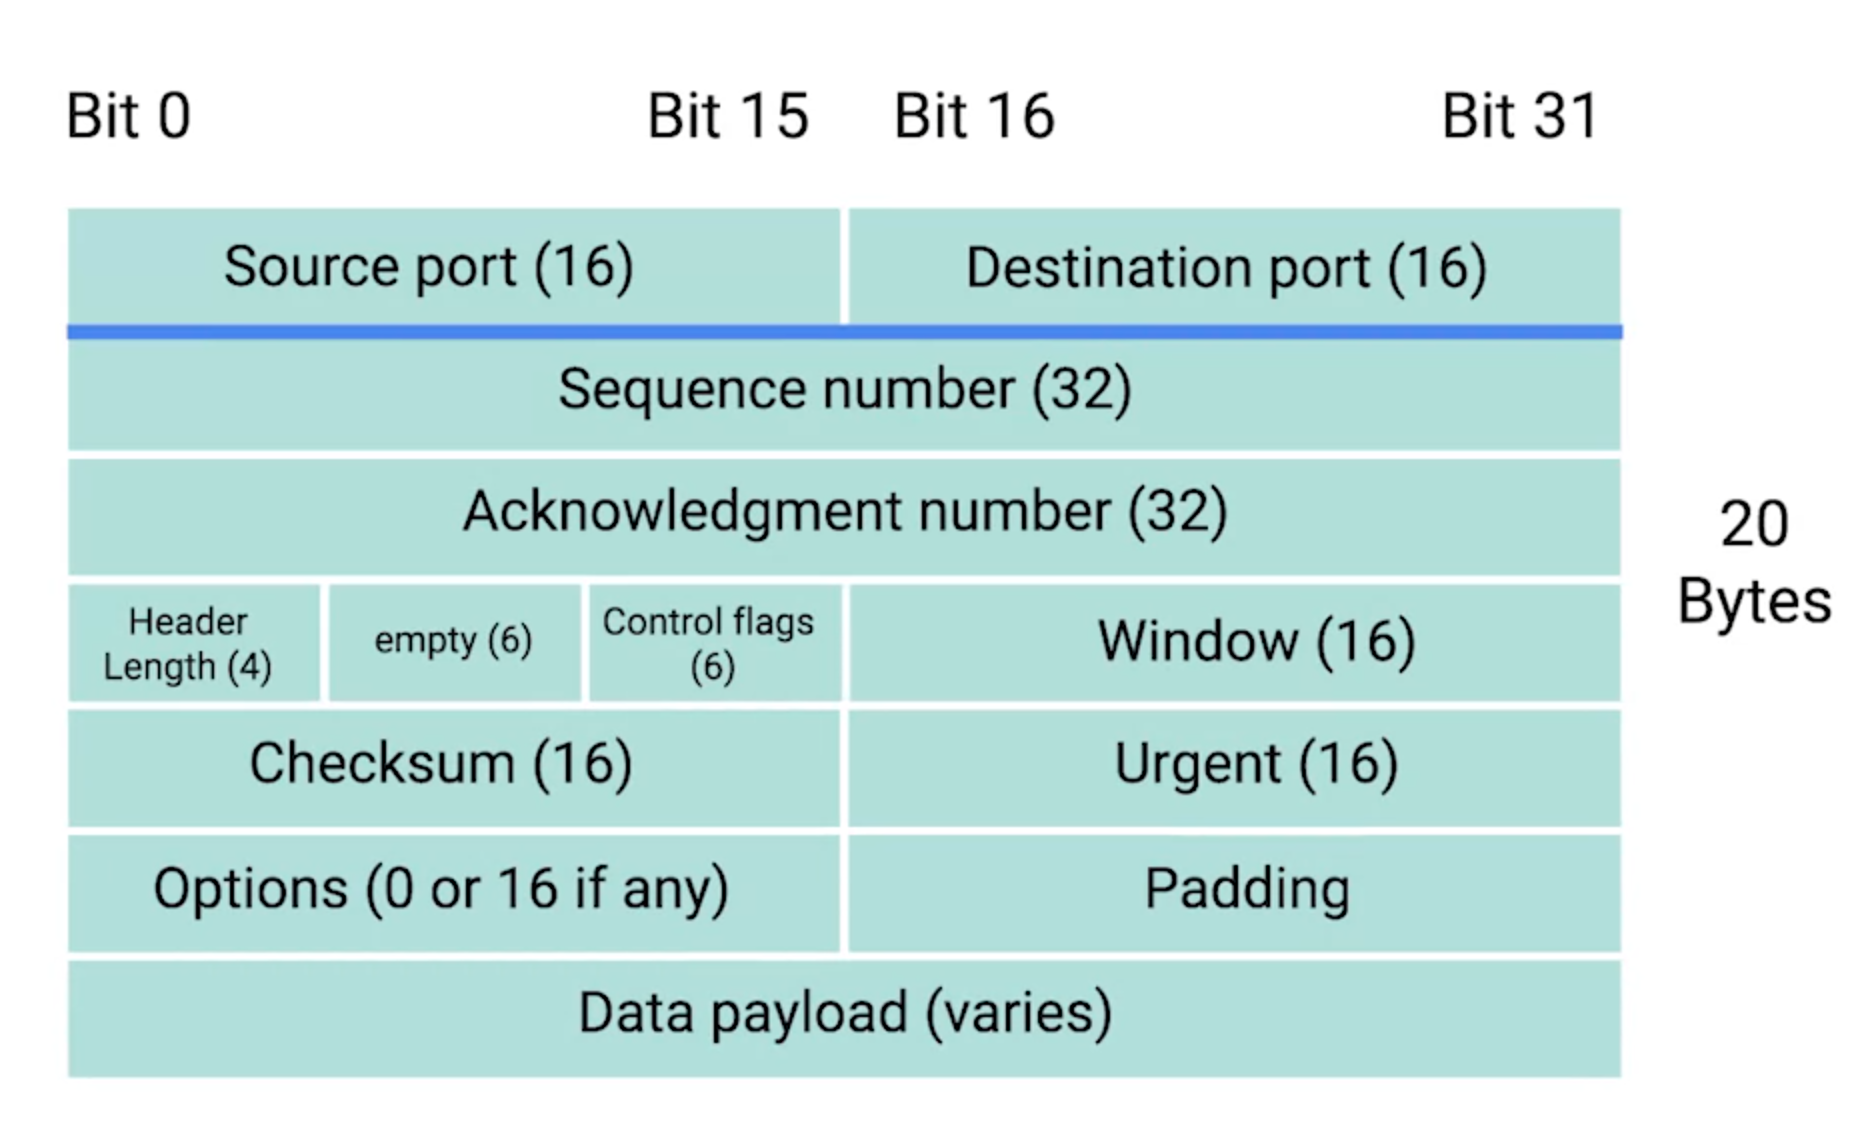 Bit 0 Bit 15 Bit 16 Bit 31
Source port (16) Destination port (16)
Sequence number (32)
Acknowledgment number (32)
Header
Length (4)
empty (6)
Control flags
(6)
Window (16)
20
Bytes
Checksum (16) Urgent (16)
Options (0 or 16 if any) Padding
Data payload (varies)